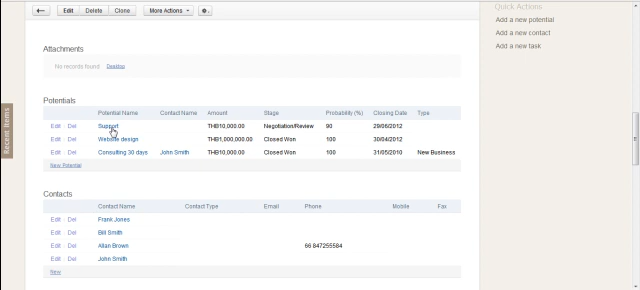 Edit Delete Clone More Actions
Quick Actions
Add a new potential
Add a new contact
Add a new task
Attachments
No records found Desktop
Recent Items
Potentials
Potential Name Contact Name Amount Stage Probability (%) Closing Date Type
Edit Del Support THB10,000.00 Negotiation/Review 90 29/06/2012
Edit Del Website design THB1,000,000.00 Closed Won 100 30/04/2012
Edit Del Consulting 30 days John Smith THB10,000.00 Closed Won 100 31/05/2010 New Business
New Potential
Contacts
Contact Name Contact Type Email Phone Mobile Fax
Edit Del Frank Jones
Edit Del Bill Smith
Edit Del Allan Brown 66 847255584
Edit Del John Smith
New